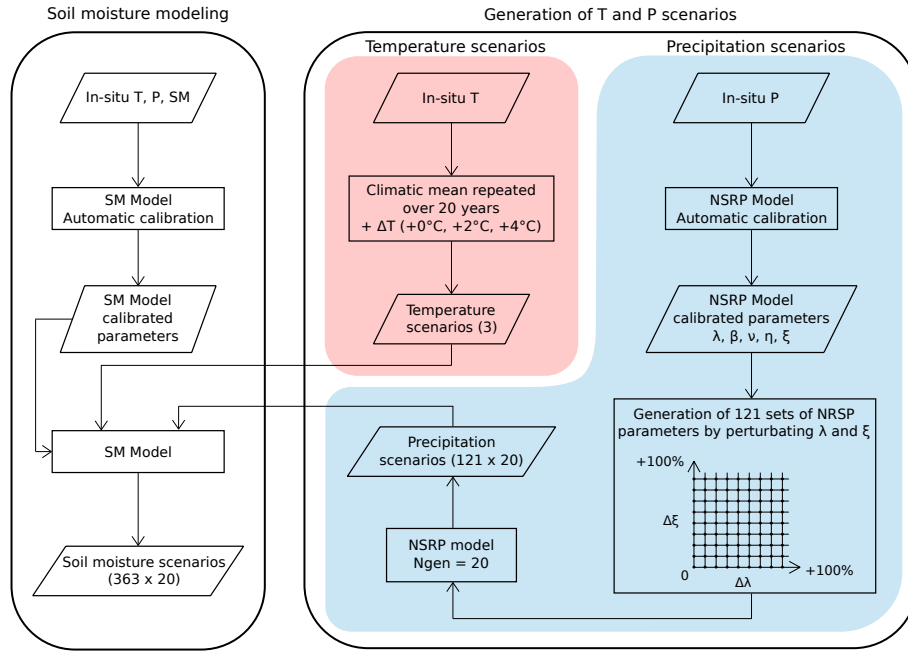 Soil moisture modeling
In-situ T, P, SM
SM Model
Automatic calibration
SM Model
calibrated
parameters
SM Model
Soil moisture scenarios
(363 x 20)
Generation of T and P scenarios
Temperature scenarios
In-situ T
Climatic mean repeated
over 20 years
+ ΔT (+0°C, +2°C, +4°C)
Temperature
scenarios (3)
Precipitation scenarios
In-situ P
NSRP Model
Automatic calibration
NSRP Model
calibrated parameters
λ, β, ν, η, ξ
Generation of 121 sets of NRSP
parameters by perturbating λ and ξ
+100%
Δξ
0
Δλ
+100%
NSRP model
Ngen = 20
Precipitation
scenarios (121 x 20)